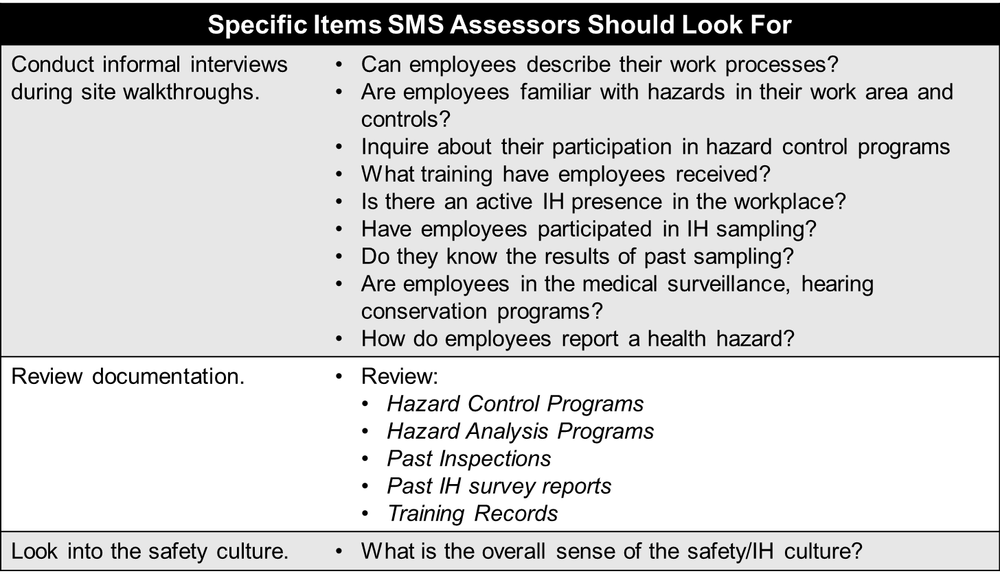 Specific Items SMS Assessors Should Look For
Conduct informal interviews
during site walkthroughs.
• Can employees describe their work processes?
• Are employees familiar with hazards in their work area and
controls?
• Inquire about their participation in hazard control programs
• What training have employees received?
• Is there an active IH presence in the workplace?
• Have employees participated in IH sampling?
• Do they know the results of past sampling?
• Are employees in the medical surveillance, hearing
conservation programs?
• How do employees report a health hazard?
Review documentation.
• Review:
• Hazard Control Programs
• Hazard Analysis Programs
• Past Inspections
• Past IH survey reports
• Training Records
Look into the safety culture.
• What is the overall sense of the safety/IH culture?